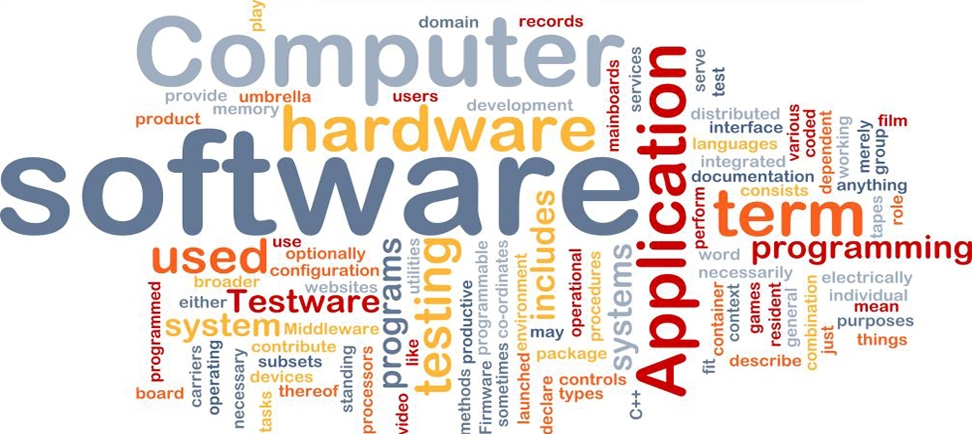 play
domain
records
Computer
provide
umbrella
users
memory
development
product
hardware
mainboards
services
serve
test
Application
software
distributed
interface
languages
integrated
documentation
consists
various
coded
dependent
working
merely
group
film
anything
tapes
role
perform
term
programming
word
necessarily
electrically
individual
mean
purposes
things
used
use
optionally
configuration
broader
websites
either
Testware
system
Middleware
contribute
subsets
devices
thereof
programmed
board
carriers
operating
necessary
tasks
standing
processors
programs
like
video
utilities
testing
methods
productive
Firmware
programmable
sometimes
co-ordinates
environment
launched
includes
may
operational
procedures
package
declare
controls
types
systems
C++
fit
container
context
games
resident
general
combination
just
describe